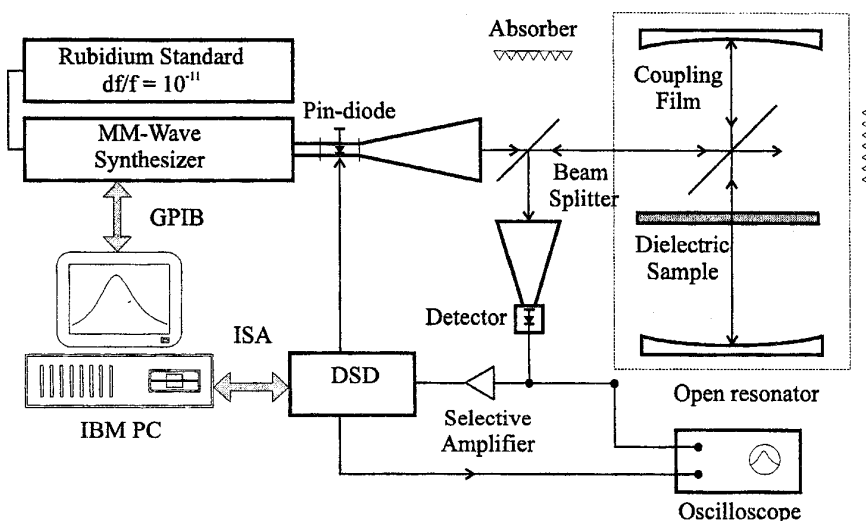 Rubidium Standard
df/f = 10⁻¹¹
MM-Wave
Synthesizer
Pin-diode
Absorber
Coupling
Film
Beam
Splitter
Dielectric
Sample
GPIB
Detector
ISA
DSD
IBM PC
Selective
Amplifier
Open resonator
Oscilloscope